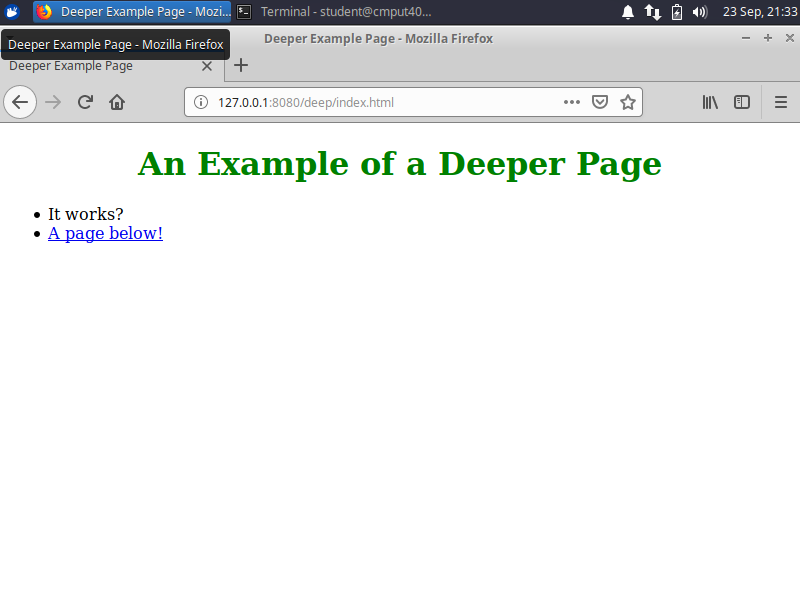 Deeper Example Page - Mozi... Terminal - student@cmput40... 23 Sep, 21:33
Deeper Example Page - Mozilla Firefox
Deeper Example Page - Mozilla Firefox
Deeper Example Page
127.0.0.1:8080/deep/index.html
An Example of a Deeper Page
• It works?
• A page below!